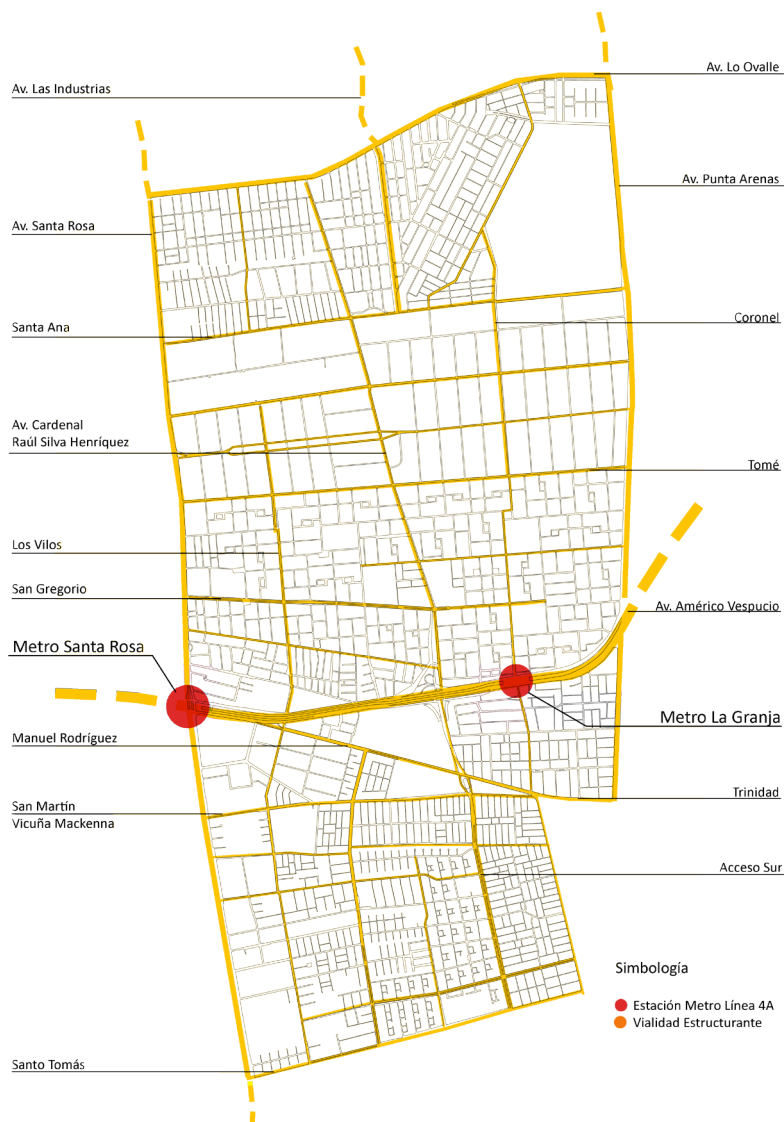 Av. Lo Ovalle
Av. Las Industrias
Av. Punta Arenas
Av. Santa Rosa
Coronel
Santa Ana
Av. Cardenal
Raúl Silva Henríquez
Tomé
Los Vilos
San Gregorio
Av. Américo Vespucio
Metro Santa Rosa
Metro La Granja
Manuel Rodríguez
Trinidad
San Martín
Vicuña Mackenna
Acceso Sur
Simbología
Estación Metro Línea 4A
Vialidad Estructurante
Santo Tomás